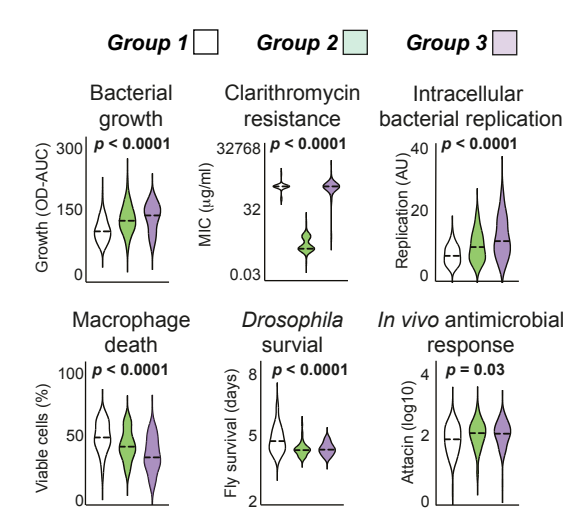 Group 1 Group 2 Group 3
Bacterial
growth
p < 0.0001
Growth (OD-AUC)
300
150
0
Clarithromycin
resistance
p < 0.0001
MIC (μg/ml)
32768
32
0.03
Intracellular
bacterial replication
p < 0.0001
Replication (AU)
40
20
0
Macrophage
death
p < 0.0001
Viable cells (%)
100
50
0
Drosophila
survial
p < 0.0001
Fly survival (days)
8
5
2
In vivo antimicrobial
response
p = 0.03
Attacin (log10)
4
2
0